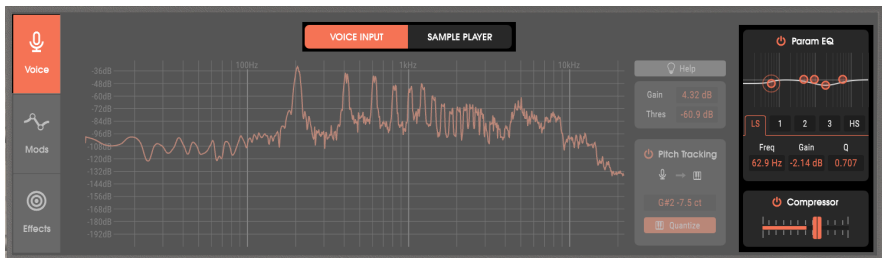 VOICE INPUT
SAMPLE PLAYER
Voice
Mods
Effects
100Hz
1kHz
10kHz
-36dB
-48dB
-60dB
-72dB
-84dB
-96dB
-108dB
-120dB
-132dB
-144dB
-156dB
-168dB
-180dB
-192dB
Help
Gain 4.32 dB
Thres -60.9 dB
Pitch Tracking
G#2 -7.5 ct
Quantize
Param EQ
LS 1 2 3 HS
Freq Gain Q
62.9 Hz -2.14 dB 0.707
Compressor